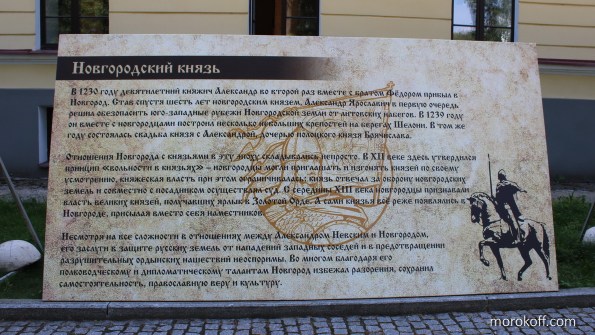 Новгородский князь
В 1230 году девятилетний княжич Александр во второй раз вместе с братом Фёдором прибыл в
Новгород. Став спустя шесть лет новгородским князем, Александр Ярославич в первую очередь
решил обезопасить юго-западные рубежи Новгородской земли от литовских набегов. В 1239 году
он вместе с новгородцами построил несколько небольших крепостей на берегах Шелони. В том же
году состоялась свадьба князя с Александрой, дочерью полоцкого князя Брячислава.
Отношения Новгорода с князьями в эту эпоху складывались непросто. В XII веке здесь утвердился
принцип «вольности в князьях» – новгородцы могли приглашать и изгонять князей по своему
усмотрению, княжеская власть при этом ограничивалась: князь отвечал за охрану новгородских
земель и совместно с посадником осуществлял суд. С середины XIII века новгородцы признавали
власть великих князей, получавших ярлык в Золотой Орде. А сами князья всё реже появлялись в
Новгороде, присылая вместо себя наместников.
Несмотря на все сложности в отношениях между Александром Невским и Новгородом,
его заслуги в защите русских земель от нападений западных соседей и в предотвращении
разрушительных ордынских нашествий неоспоримы. Во многом благодаря его
полководческому и дипломатическому талантам Новгород избежал разорения, сохранил
самостоятельность, православную веру и культуру.
morokoff.com